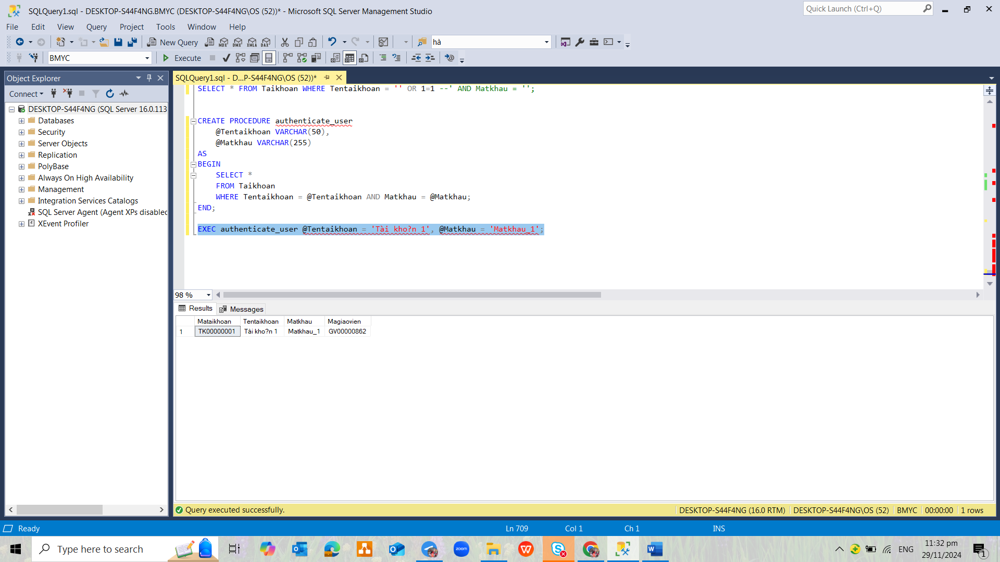 SQLQuery1.sql - DESKTOP-S44F4NG.BMYC (DESKTOP-S44F4NG\OS (52))* - Microsoft SQL Server Management Studio
Quick Launch (Ctrl+Q)
File Edit View Query Project Tools Window Help
New Query MDX DMX XMLA DAX hà
BMYC Execute
Object Explorer
Connect
DESKTOP-S44F4NG (SQL Server 16.0.113
Databases
Security
Server Objects
Replication
PolyBase
Always On High Availability
Management
Integration Services Catalogs
SQL Server Agent (Agent XPs disabled
XEvent Profiler
SQLQuery1.sql - D...P-S44F4NG\OS (52))*
SELECT * FROM Taikhoan WHERE Tentaikhoan = '' OR 1=1 --' AND Matkhau = '';
CREATE PROCEDURE authenticate_user
@Tentaikhoan VARCHAR(50),
@Matkhau VARCHAR(255)
AS
BEGIN
SELECT *
FROM Taikhoan
WHERE Tentaikhoan = @Tentaikhoan AND Matkhau = @Matkhau;
END;
EXEC authenticate_user @Tentaikhoan = 'Tài kho?n 1', @Matkhau = 'Matkhau_1';
98 %
Results Messages
Mataikhoan Tentaikhoan Matkhau Magiaovien
1 TK00000001 Tài kho?n 1 Matkhau_1 GV00000862
Query executed successfully.
DESKTOP-S44F4NG (16.0 RTM) DESKTOP-S44F4NG\OS (52) BMYC 00:00:00 1 rows
Ready Ln 709 Col 1 Ch 1 INS
Type here to search
zoom
ENG
11:32 pm
29/11/2024
1